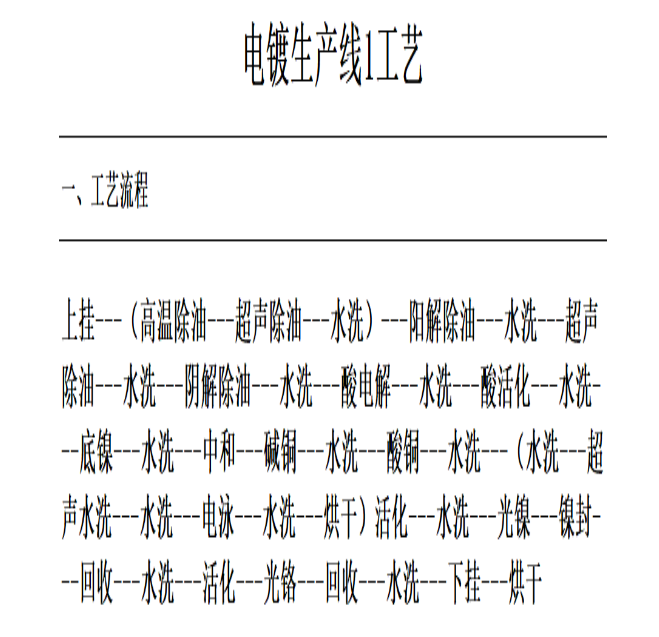 电镀生产线1工艺
一、工艺流程
上挂---（高温除油---超声除油---水洗）---阳解除油---水洗---超声
除油---水洗---阴解除油---水洗---酸电解---水洗---酸活化---水洗-
--底镍---水洗---中和---碱铜---水洗---酸铜---水洗---（水洗---超
声水洗---水洗---电泳---水洗---烘干）活化---水洗---光镍---镍封-
--回收---水洗---活化---光铬---回收---水洗---下挂---烘干